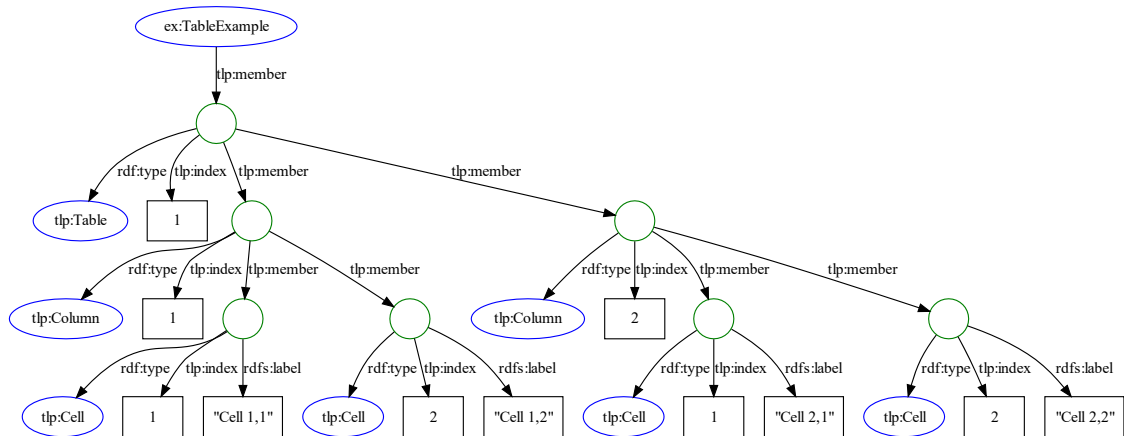 ex:TableExample
tlp:member
rdf:type tlp:index tlp:member tlp:member
tlp:Table 1
rdf:type tlp:index tlp:member tlp:member rdf:type tlp:index tlp:member tlp:member
tlp:Column 1 tlp:Column 2
rdf:type tlp:index rdfs:label rdf:type tlp:index rdfs:label rdf:type tlp:index rdfs:label rdf:type tlp:index rdfs:label
tlp:Cell 1 "Cell 1,1" tlp:Cell 2 "Cell 1,2" tlp:Cell 1 "Cell 2,1" tlp:Cell 2 "Cell 2,2"